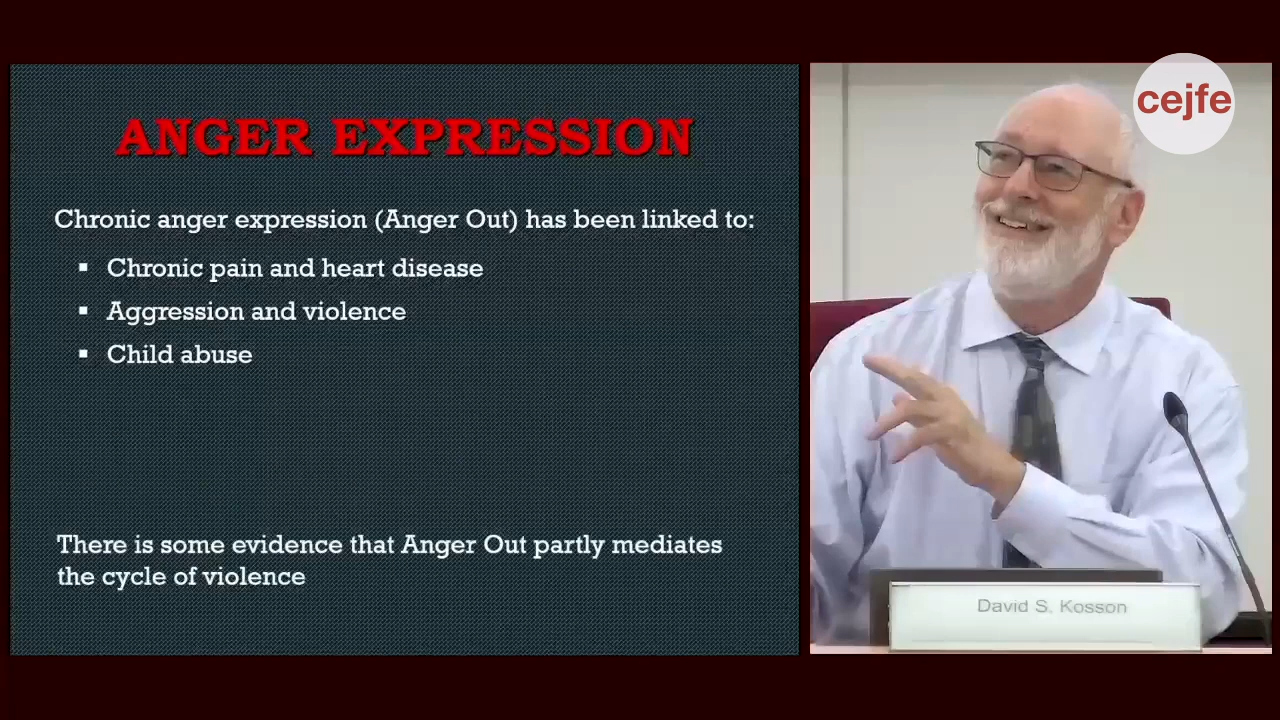 ANGER EXPRESSION
Chronic anger expression (Anger Out) has been linked to:
▪ Chronic pain and heart disease
▪ Aggression and violence
▪ Child abuse
There is some evidence that Anger Out partly mediates
the cycle of violence
cejfe
David S. Kosson